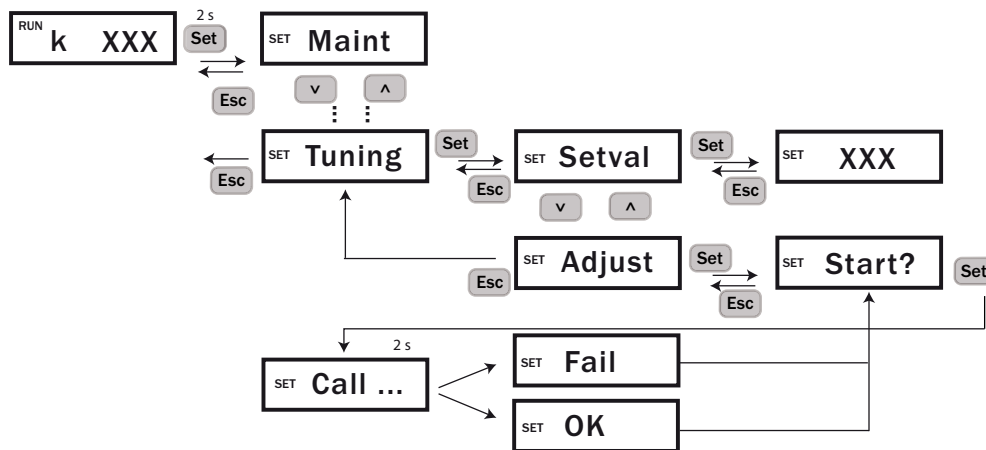 RUN k XXX
2 s
Set
Esc
SET Maint
v
^
SET Tuning
Esc
Set
Esc
SET Setval
Set
Esc
SET XXX
v
^
Esc
SET Adjust
Set
Esc
SET Start?
Set
2 s
SET Call ...
SET Fail
SET OK